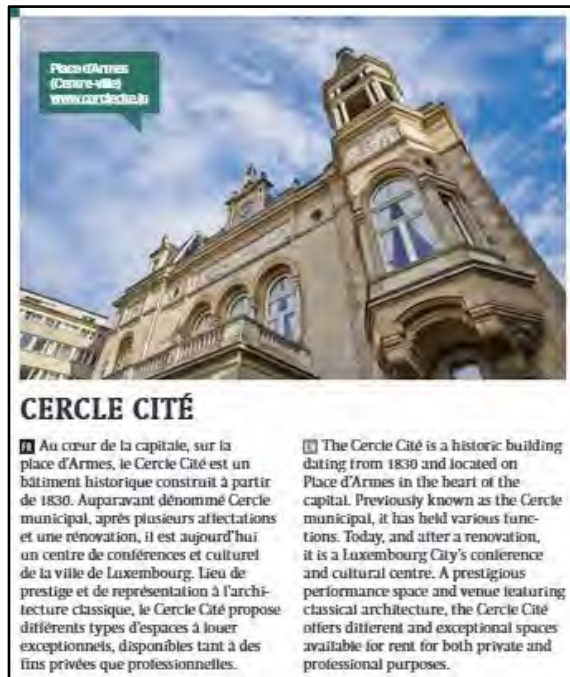 Place d'Armes
(Centre-ville)
www.cerclecite.lu
CERCLE CITÉ
FR Au cœur de la capitale, sur la
place d'Armes, le Cercle Cité est un
bâtiment historique construit à partir
de 1830. Auparavant dénommé Cercle
municipal, après plusieurs affectations
et une rénovation, il est aujourd'hui
un centre de conférences et culturel
de la ville de Luxembourg. Lieu de
prestige et de représentation à l'archi-
tecture classique, le Cercle Cité propose
différents types d'espaces à louer
exceptionnels, disponibles tant à des
fins privées que professionnelles.
The Cercle Cité is a historic building
dating from 1830 and located on
Place d'Armes in the heart of the
capital. Previously known as the Cercle
municipal, it has held various func-
tions. Today, and after a renovation,
it is a Luxembourg City's conference
and cultural centre. A prestigious
performance space and venue featuring
classical architecture, the Cercle Cité
offers different and exceptional spaces
available for rent for both private and
professional purposes.